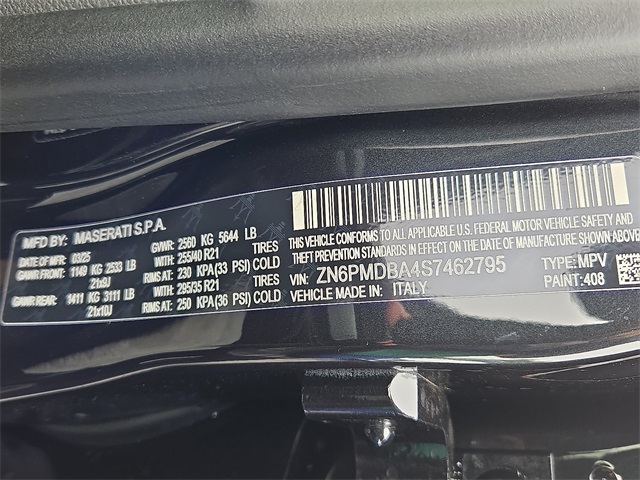 MFD BY: MASERATI S.P.A.
DATE OF MFR: 03/25 GVWR: 2560 KG 5644 LB
GAWR FRONT: 1149 KG 2533 LB 255/40 R21 TIRES
21x9J RIMS AT: 230 KPA(33 PSI) COLD
GAWR REAR: 1411 KG 3111 LB 295/35 R21 TIRES
21x10J RIMS AT: 250 KPA(36 PSI) COLD
THIS VEHICLE CONFORMS TO ALL APPLICABLE U.S. FEDERAL MOTOR VEHICLE SAFETY AND
THEFT PREVENTION STANDARDS IN EFFECT ON THE DATE OF MANUFACTURE SHOWN ABOVE
VIN: ZN6PMDBA4S7462795 TYPE: MPV
MADE IN: ITALY PAINT: 408